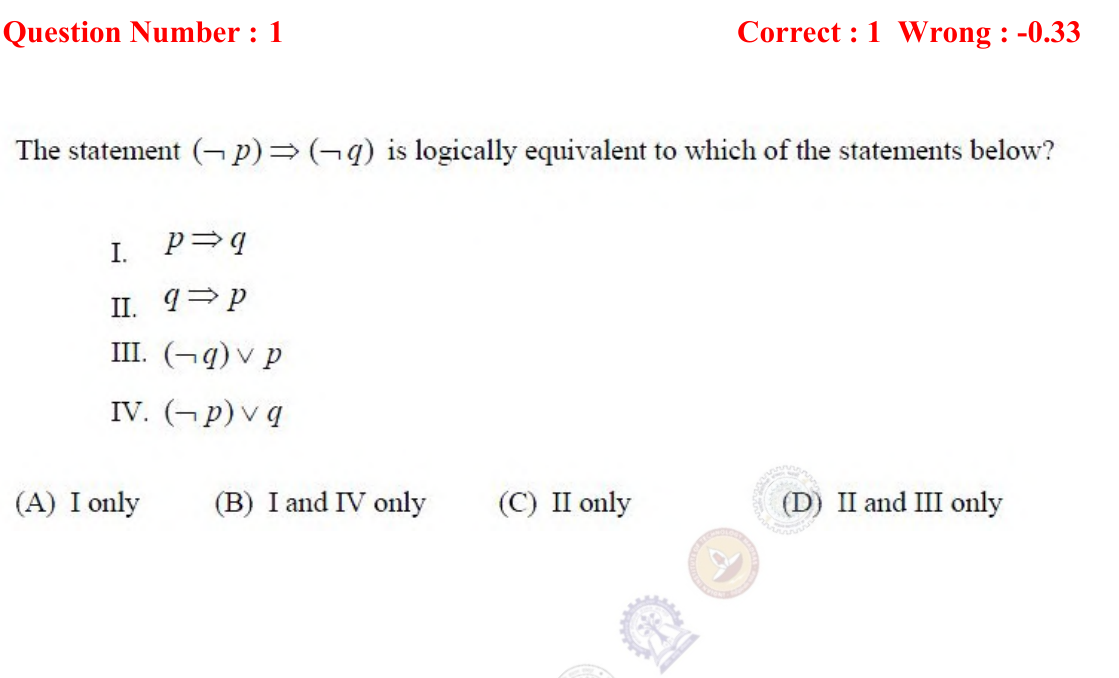 Question Number : 1 Correct : 1 Wrong : -0.33
The statement (¬ p) ⇒ (¬ q) is logically equivalent to which of the statements below?
I. p ⇒ q
II. q ⇒ p
III. (¬ q) ∨ p
IV. (¬ p) ∨ q
(A) I only (B) I and IV only (C) II only (D) II and III only